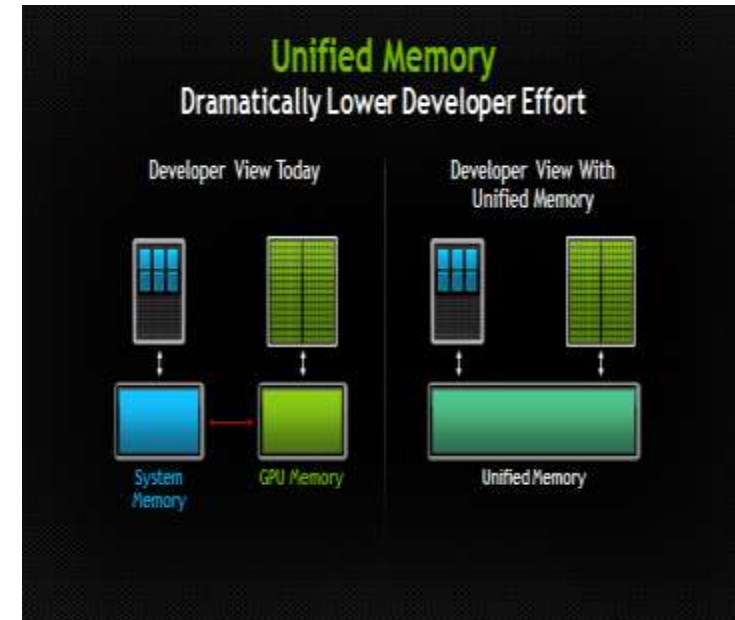 Unified Memory
Dramatically Lower Developer Effort
Developer View Today
Developer View With
Unified Memory
System
Memory
GPU Memory
Unified Memory